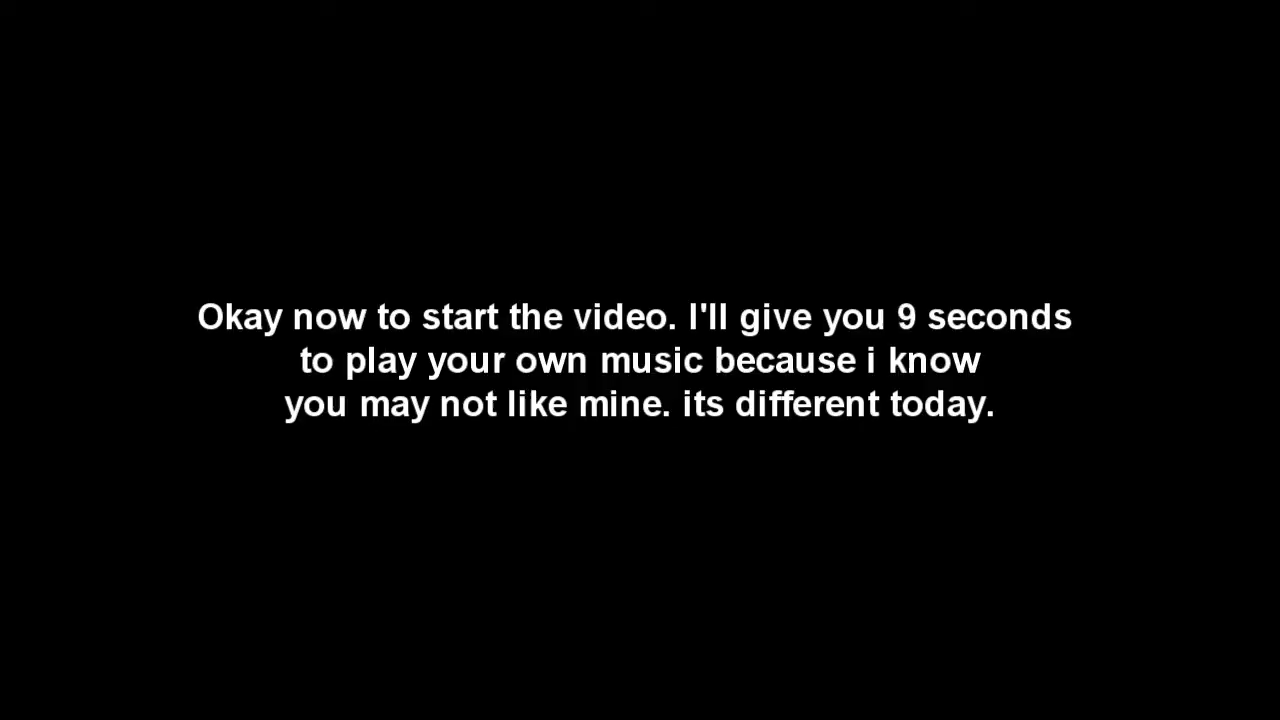 Okay now to start the video. I'll give you 9 seconds
to play your own music because i know
you may not like mine. its different today.